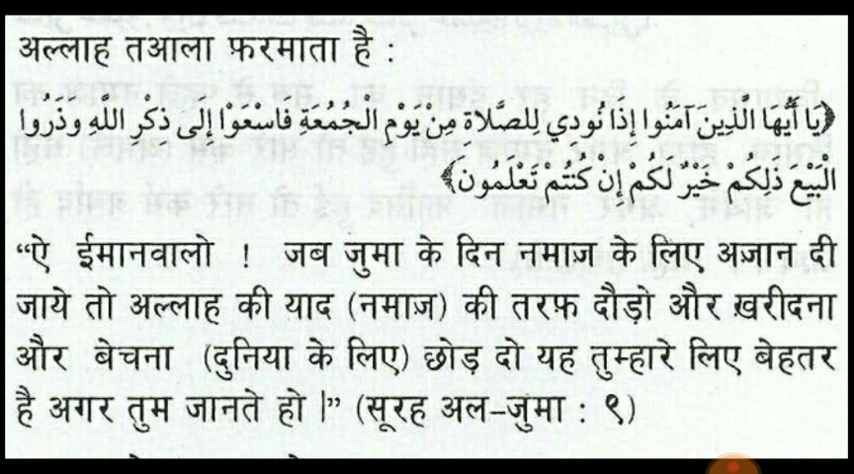 अल्लाह तआला फ़रमाता है :
﴿يَا أَيُّهَا الَّذِينَ آمَنُوا إِذَا نُودِي لِلصَّلَاةِ مِنْ يَوْمِ الْجُمُعَةِ فَاسْعَوْا إِلَى ذِكْرِ اللَّهِ وَذَرُوا
الْبَيْعَ ذَلِكُمْ خَيْرٌ لَكُمْ إِنْ كُنْتُمْ تَعْلَمُون﴾
“ऐ ईमानवालो ! जब जुमा के दिन नमाज़ के लिए अज़ान दी
जाये तो अल्लाह की याद (नमाज़) की तरफ़ दौड़ो और ख़रीदना
और बेचना (दुनिया के लिए) छोड़ दो यह तुम्हारे लिए बेहतर
है अगर तुम जानते हो |” (सूरह अल-जुमा : ९)